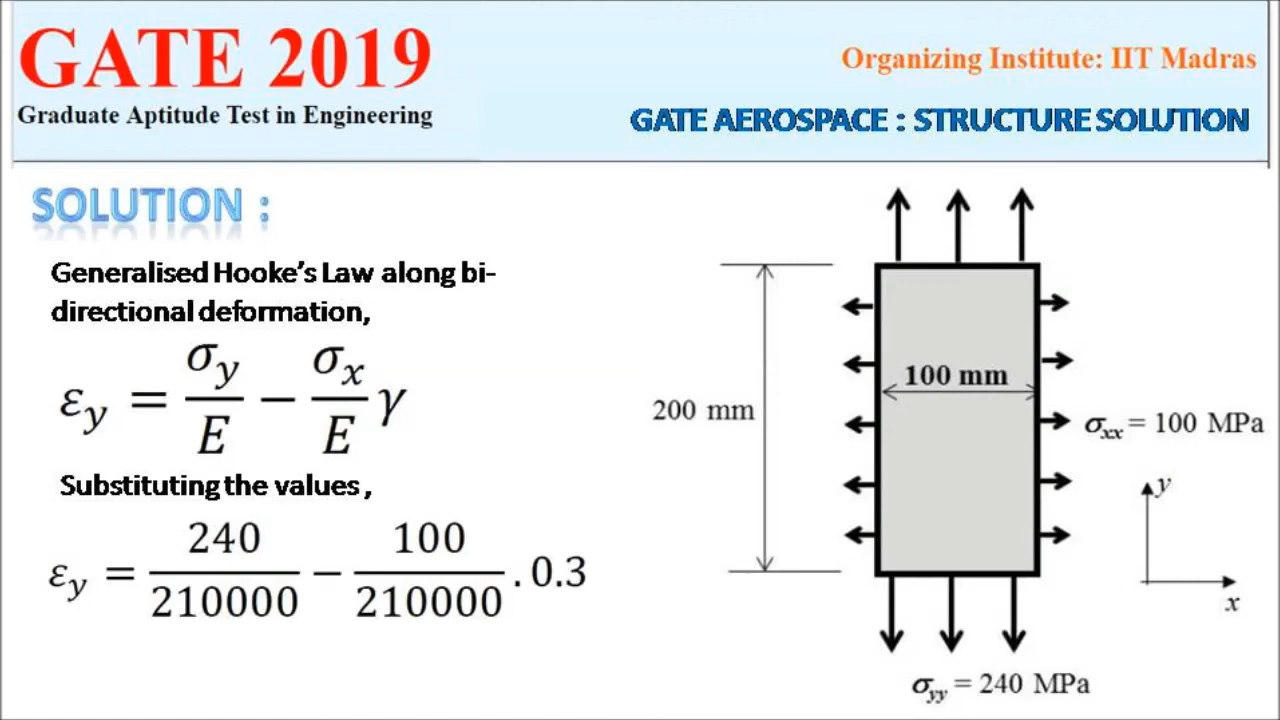 GATE 2019
Graduate Aptitude Test in Engineering
Organizing Institute: IIT Madras
GATE AEROSPACE : STRUCTURE SOLUTION
SOLUTION :
Generalised Hooke's Law along bi-
directional deformation,
εy = σy/E − σx/E γ
Substituting the values ,
εy = 240/210000 − 100/210000 . 0.3
200 mm
100 mm
σxx = 100 MPa
y
x
σyy = 240 MPa